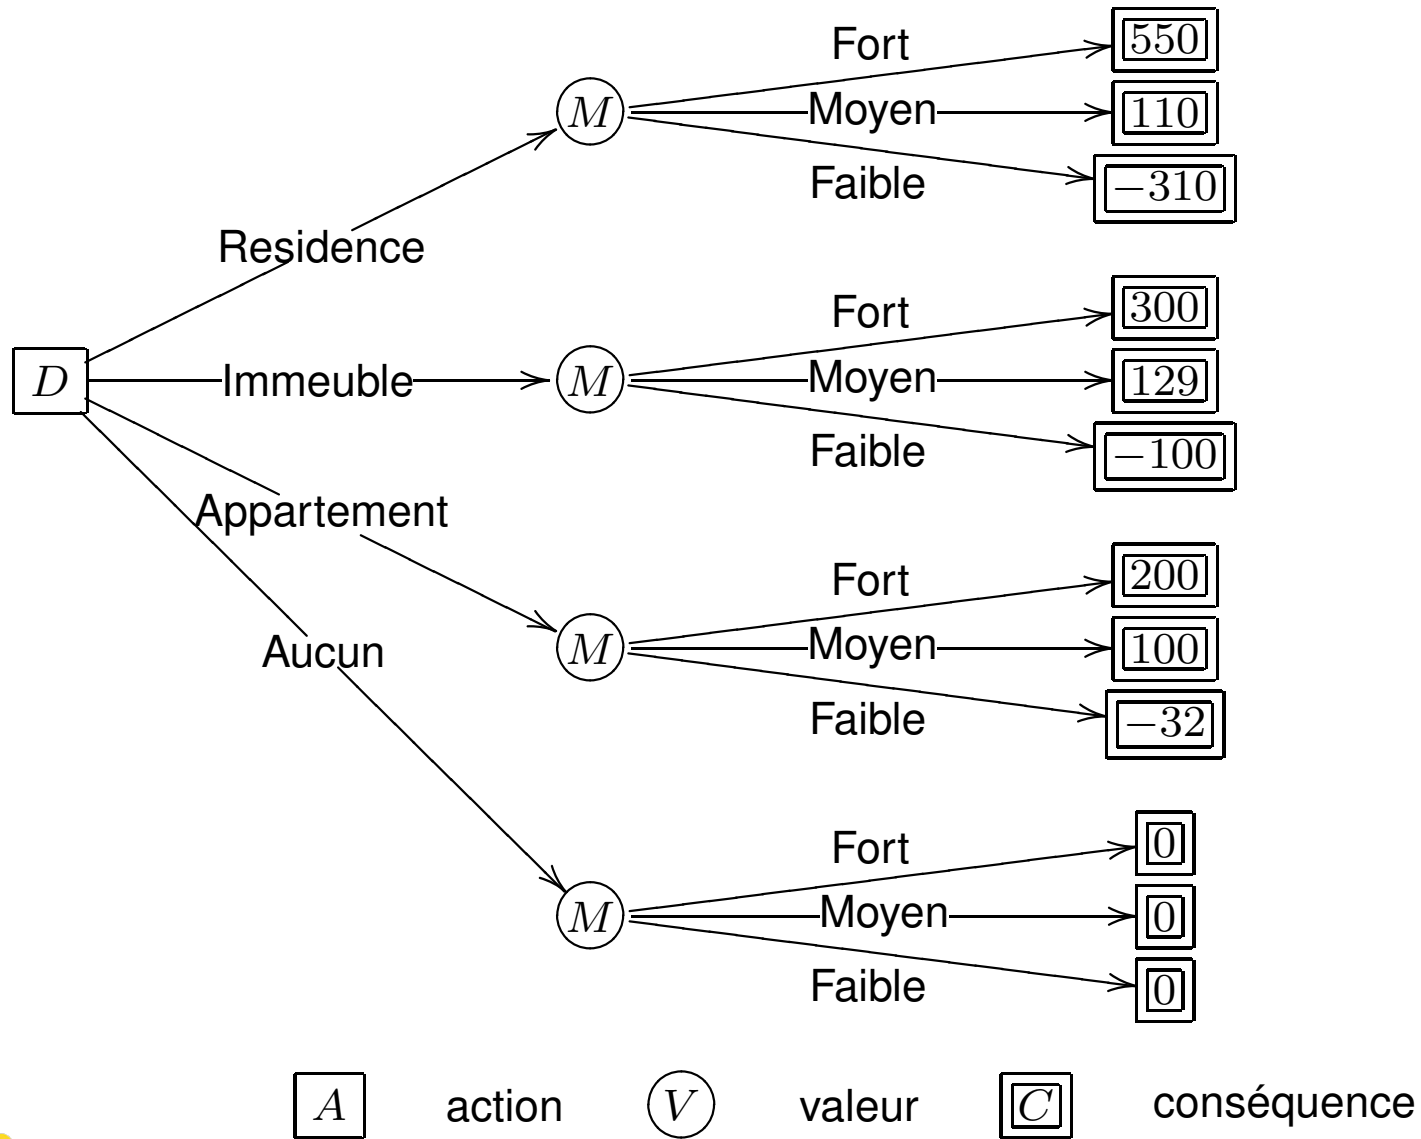 Fort
550
M
Moyen
110
Faible
−310
Residence
Fort
300
D
Immeuble
M
Moyen
129
Faible
−100
Appartement
Fort
200
Aucun
M
Moyen
100
Faible
−32
Fort
0
M
Moyen
0
Faible
0
A action V valeur C conséquence